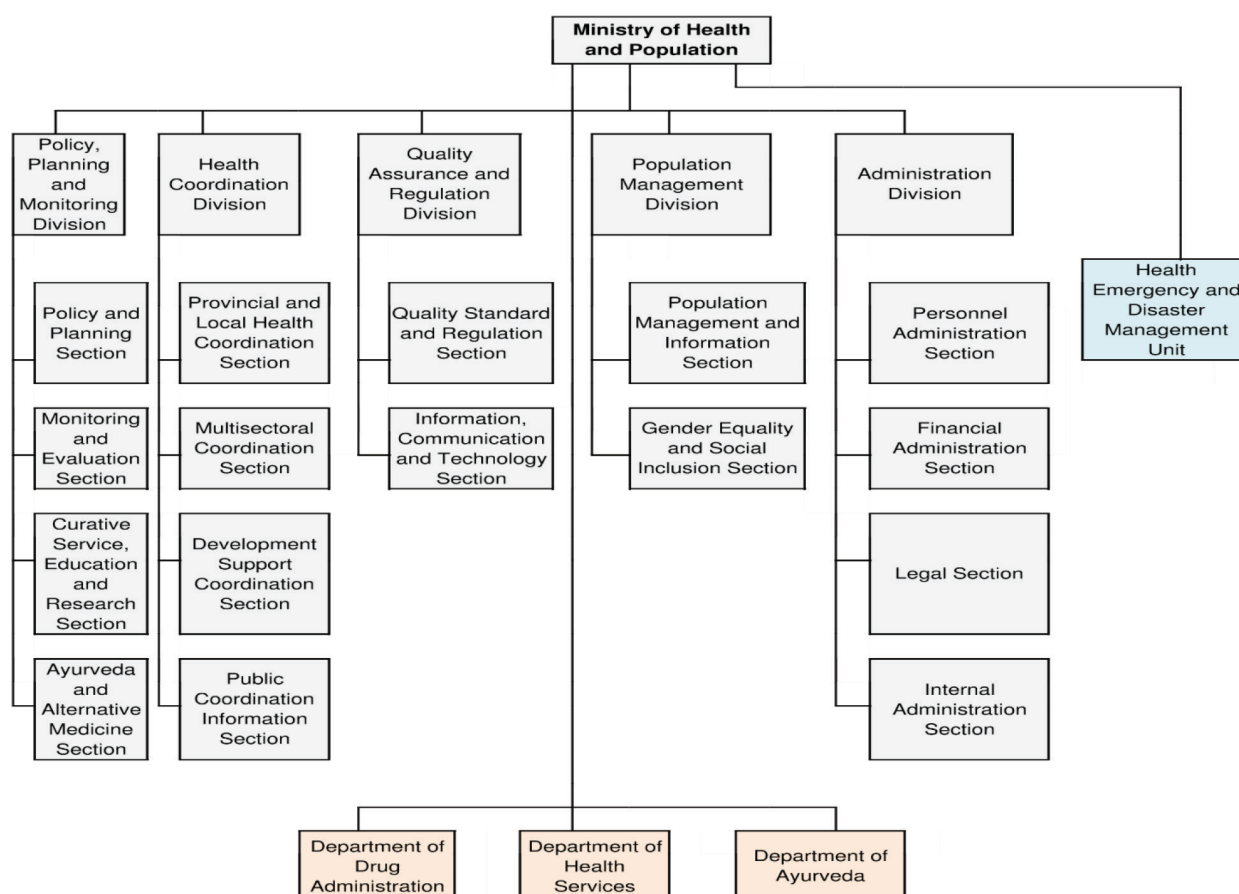 Ministry of Health
and Population
Policy,
Planning
and
Monitoring
Division
Health
Coordination
Division
Quality
Assurance and
Regulation
Division
Population
Management
Division
Administration
Division
Health
Emergency and
Disaster
Management
Unit
Policy and
Planning
Section
Provincial and
Local Health
Coordination
Section
Quality Standard
and Regulation
Section
Population
Management and
Information
Section
Personnel
Administration
Section
Monitoring
and
Evaluation
Section
Multisectoral
Coordination
Section
Information,
Communication
and Technology
Section
Gender Equality
and Social
Inclusion Section
Financial
Administration
Section
Curative
Service,
Education
and
Research
Section
Development
Support
Coordination
Section
Legal Section
Ayurveda
and
Alternative
Medicine
Section
Public
Coordination
Information
Section
Internal
Administration
Section
Department of
Drug
Administration
Department of
Health
Services
Department of
Ayurveda